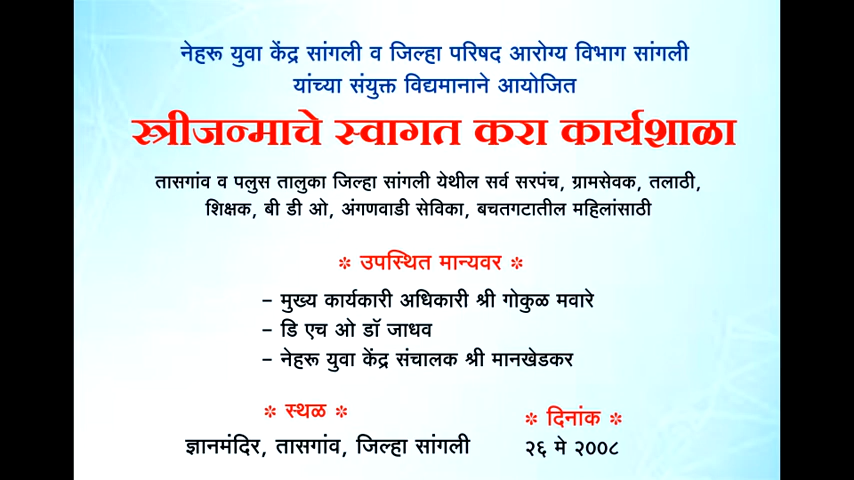 नेहरू युवा केंद्र सांगली व जिल्हा परिषद आरोग्य विभाग सांगली
यांच्या संयुक्त विद्यमानाने आयोजित
स्त्रीजन्माचे स्वागत करा कार्यशाळा
तासगांव व पलुस तालुका जिल्हा सांगली येथील सर्व सरपंच, ग्रामसेवक, तलाठी,
शिक्षक, बी डी ओ, अंगणवाडी सेविका, बचतगटातील महिलांसाठी
* उपस्थित मान्यवर *
– मुख्य कार्यकारी अधिकारी श्री गोकुळ मवारे
– डि एच ओ डॉ जाधव
– नेहरू युवा केंद्र संचालक श्री मानखेडकर
* स्थळ *
ज्ञानमंदिर, तासगांव, जिल्हा सांगली
* दिनांक *
२६ मे २००८